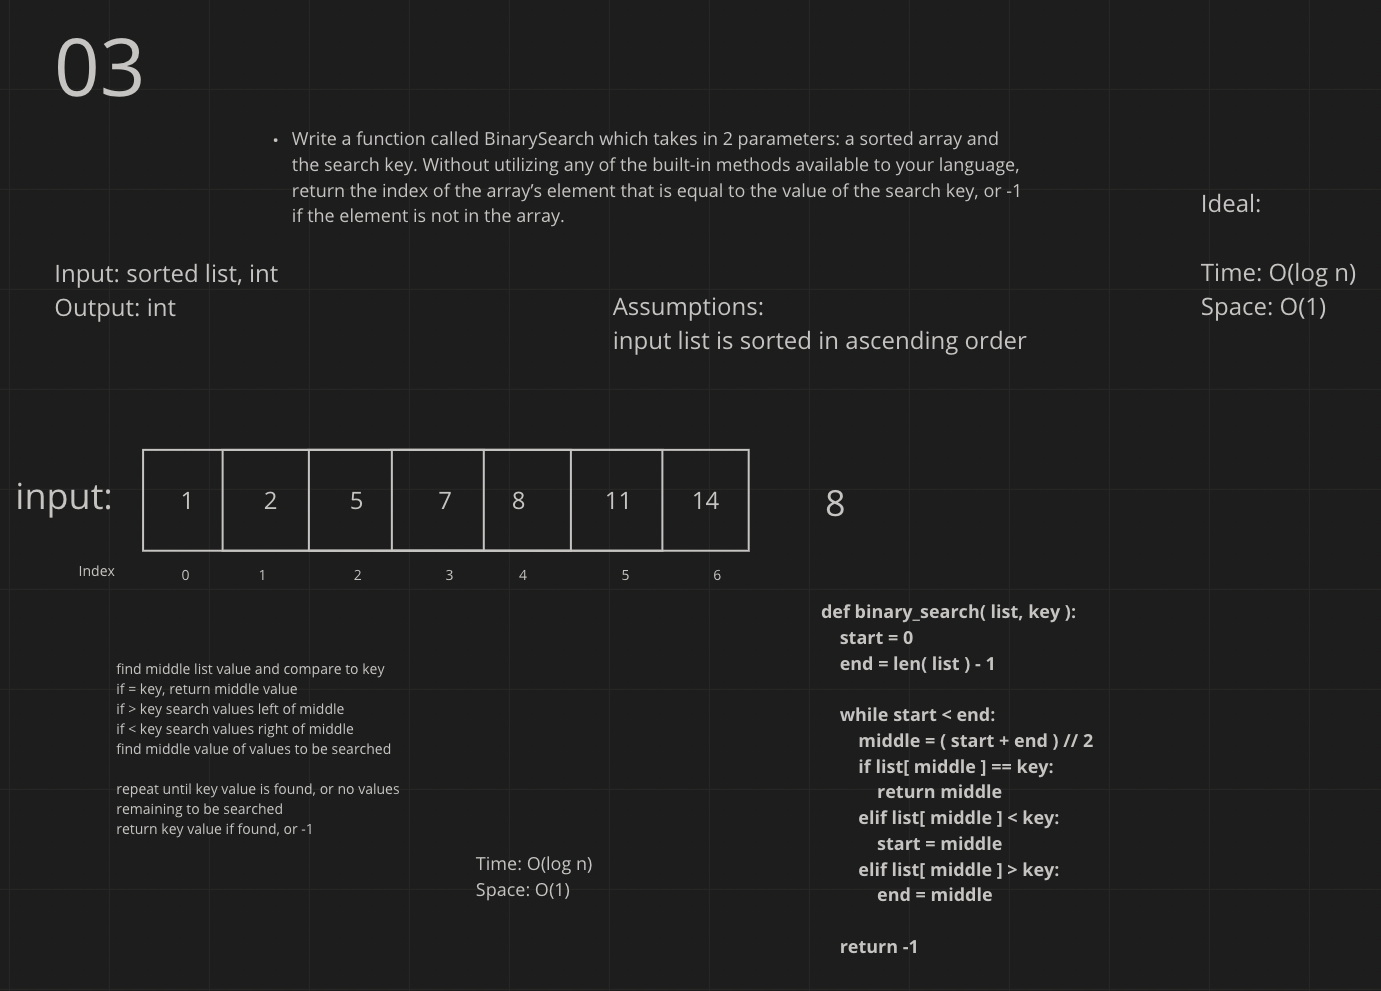 03
• Write a function called BinarySearch which takes in 2 parameters: a sorted array and
the search key. Without utilizing any of the built-in methods available to your language,
return the index of the array’s element that is equal to the value of the search key, or -1
if the element is not in the array.
Ideal:
Time: O(log n)
Space: O(1)
Input: sorted list, int
Output: int
Assumptions:
input list is sorted in ascending order
input: 1 2 5 7 8 11 14 8
Index 0 1 2 3 4 5 6
find middle list value and compare to key
if = key, return middle value
if > key search values left of middle
if < key search values right of middle
find middle value of values to be searched
repeat until key value is found, or no values
remaining to be searched
return key value if found, or -1
Time: O(log n)
Space: O(1)
def binary_search( list, key ):
start = 0
end = len( list ) - 1
while start < end:
middle = ( start + end ) // 2
if list[ middle ] == key:
return middle
elif list[ middle ] < key:
start = middle
elif list[ middle ] > key:
end = middle
return -1